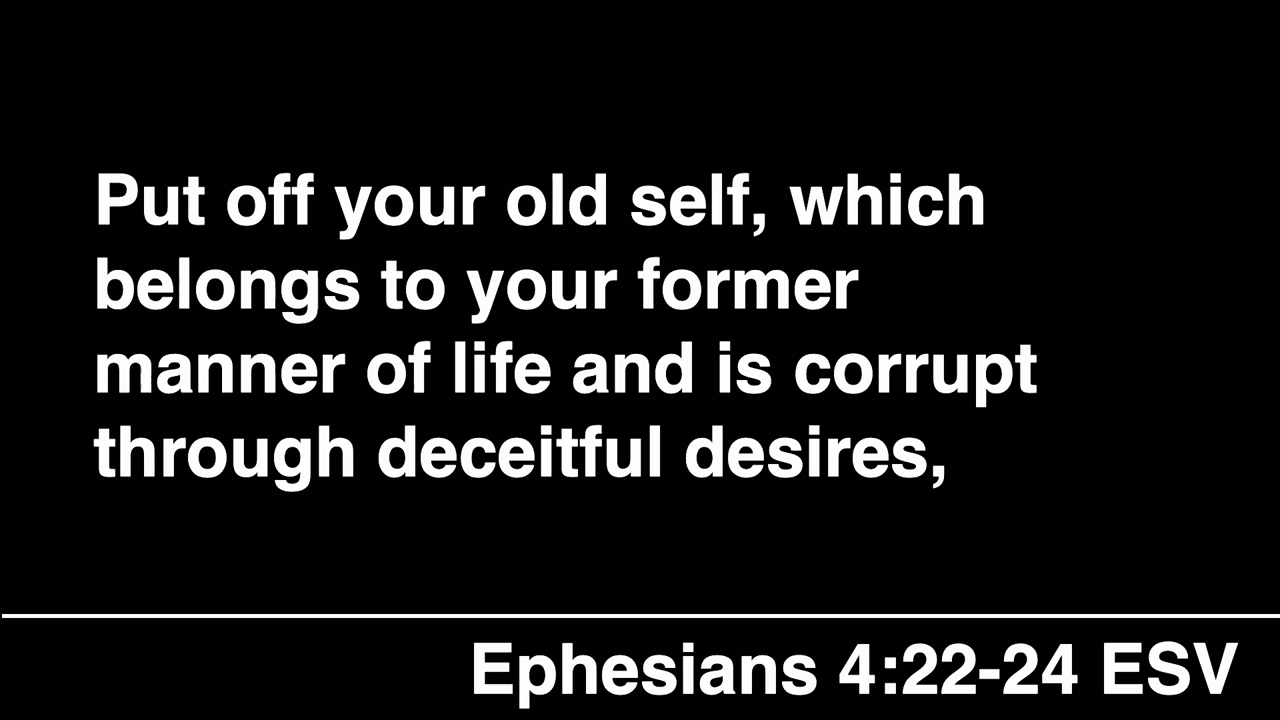 Put off your old self, which
belongs to your former
manner of life and is corrupt
through deceitful desires,
Ephesians 4:22-24 ESV